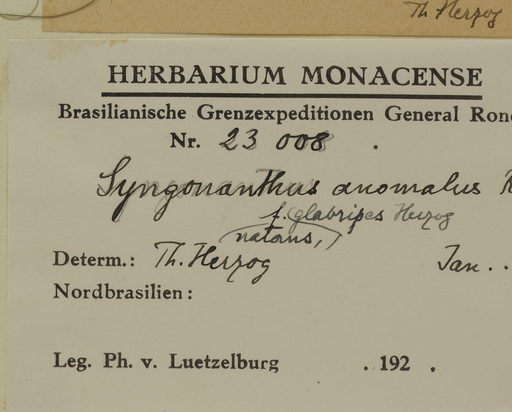 Th Herzog
HERBARIUM MONACENSE
Brasilianische Grenzexpeditionen General
Nr. 23 008 .
Syngonanthus anomalus
f. glabripes Herzog
natans,
Determ.: Th. Herzog Jan. .
Nordbrasilien:
Leg. Ph. v. Luetzelburg . 192 .